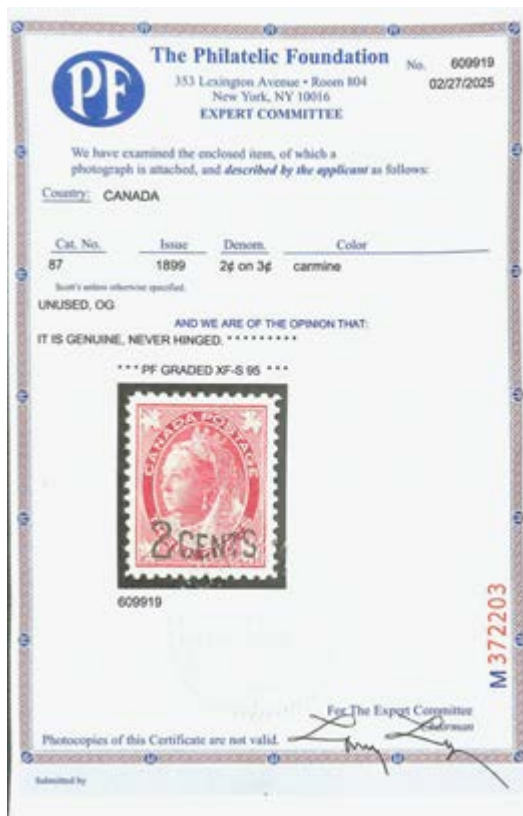 PF
The Philatelic Foundation
No. 609919
353 Lexington Avenue • Room 804
02/27/2025
New York, NY 10016
EXPERT COMMITTEE
We have examined the enclosed item, of which a
photograph is attached, and described by the applicant as follows:
Country: CANADA
Cat. No. Issue Denom. Color
87 1899 2¢ on 3¢ carmine
Scott's unless otherwise specified.
UNUSED, OG
AND WE ARE OF THE OPINION THAT:
IT IS GENUINE, NEVER HINGED. * * * * * * * * *
* * * PF GRADED XF-S 95 * * *
CANADA POSTAGE
2 CENTS
609919
M 372203
For The Expert Committee
Chairman
Photocopies of this Certificate are not valid.
Submitted by